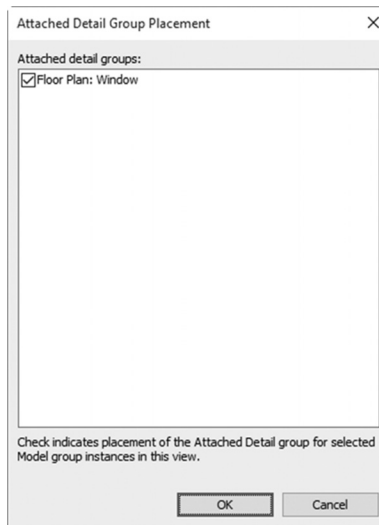 Attached Detail Group Placement
Attached detail groups:
Floor Plan: Window
Check indicates placement of the Attached Detail group for selected
Model group instances in this view.
OK Cancel